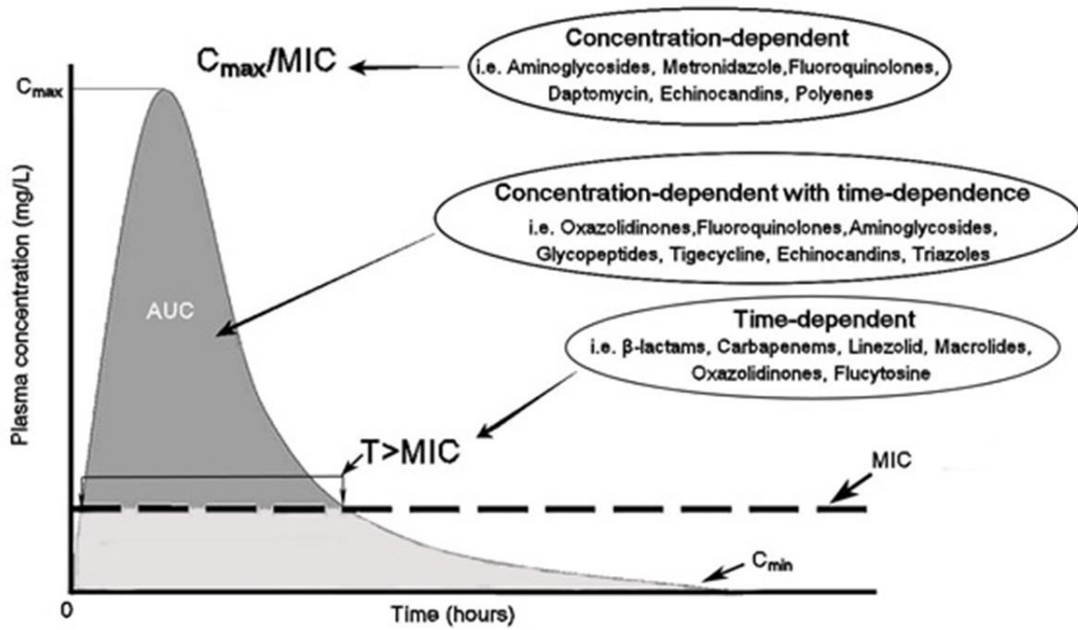 Concentration-dependent
i.e. Aminoglycosides, Metronidazole,Fluoroquinolones,
Daptomycin, Echinocandins, Polyenes
Cmax/MIC
Cmax
Concentration-dependent with time-dependence
i.e. Oxazolidinones,Fluoroquinolones,Aminoglycosides,
Glycopeptides, Tigecycline, Echinocandins, Triazoles
AUC
Time-dependent
i.e. β-lactams, Carbapenems, Linezolid, Macrolides,
Oxazolidinones, Flucytosine
Plasma concentration (mg/L)
T>MIC
MIC
Cmin
0
Time (hours)